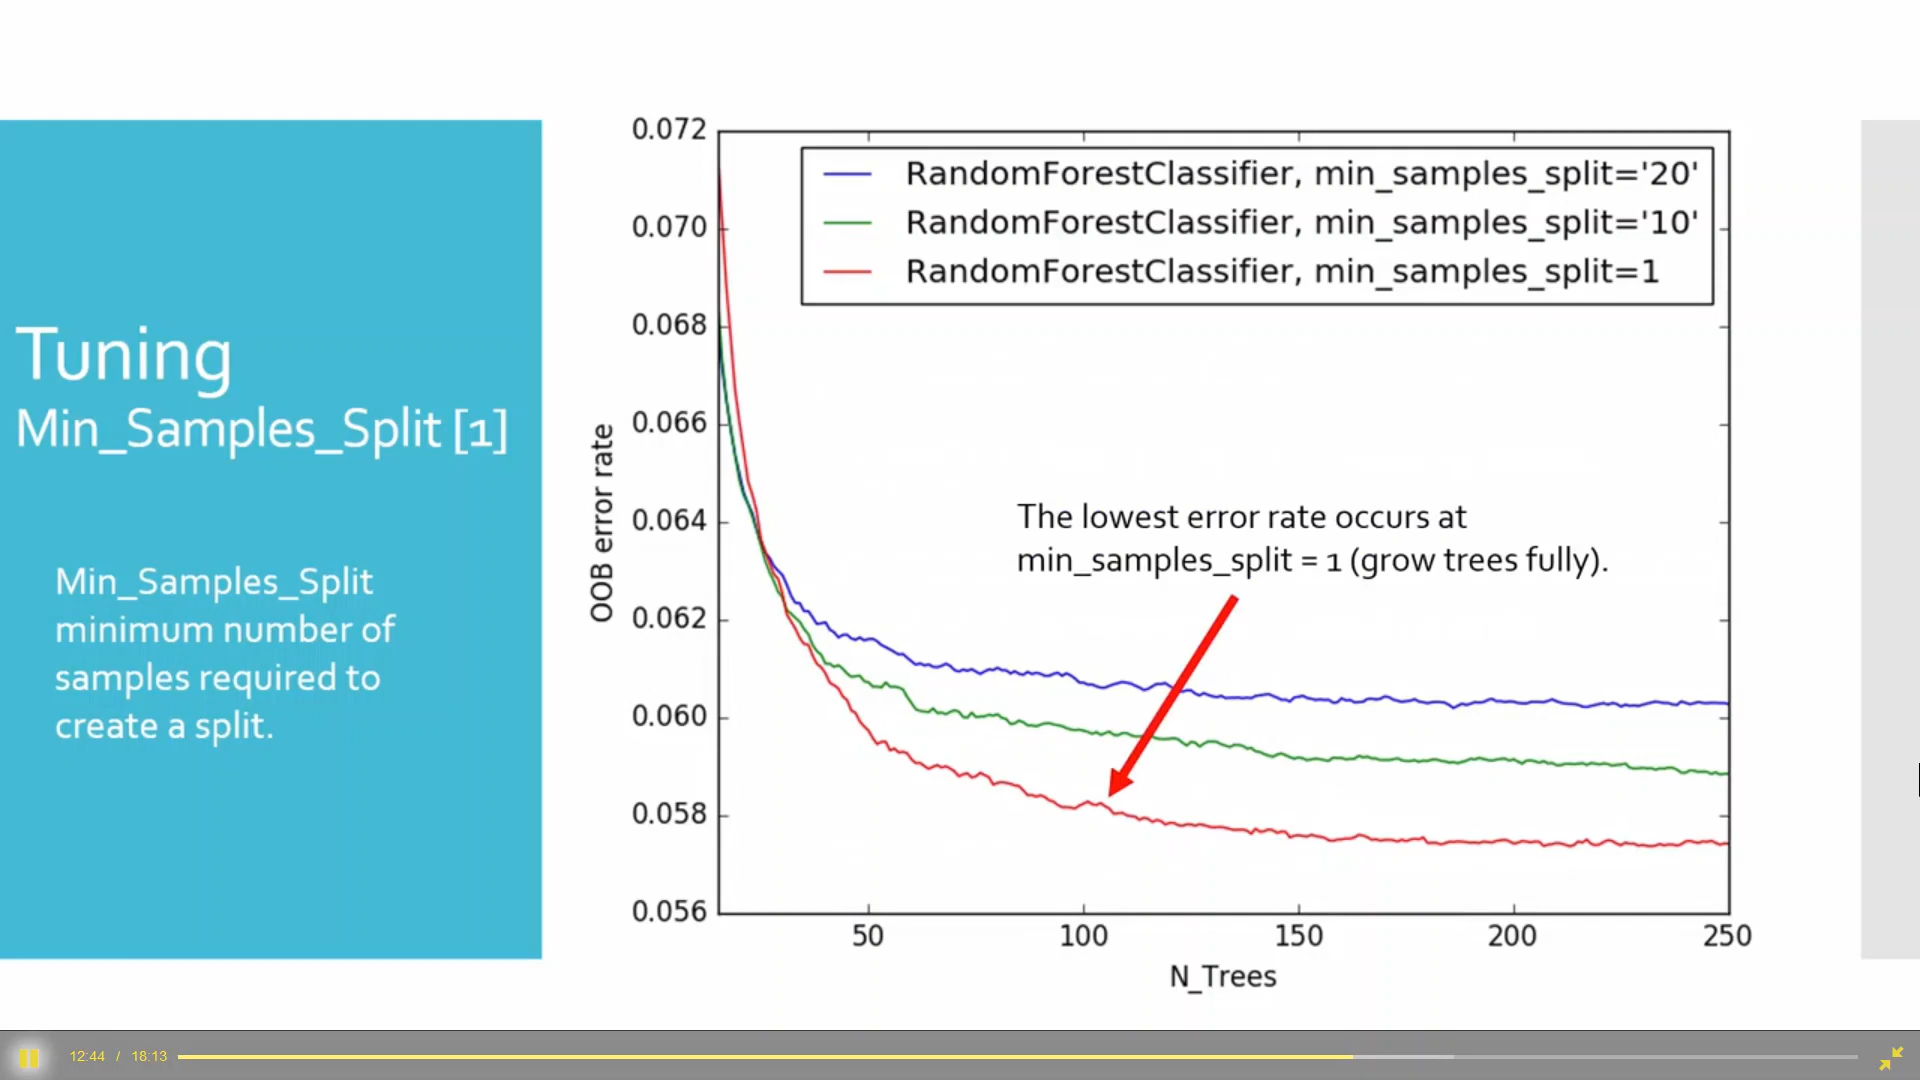 Tuning
Min_Samples_Split [1]
Min_Samples_Split
minimum number of
samples required to
create a split.
0.072
0.070
0.068
0.066
0.064
0.062
0.060
0.058
0.056
OOB error rate
RandomForestClassifier, min_samples_split='20'
RandomForestClassifier, min_samples_split='10'
RandomForestClassifier, min_samples_split=1
The lowest error rate occurs at
min_samples_split = 1 (grow trees fully).
50 100 150 200 250
N_Trees
12:44 / 18:13